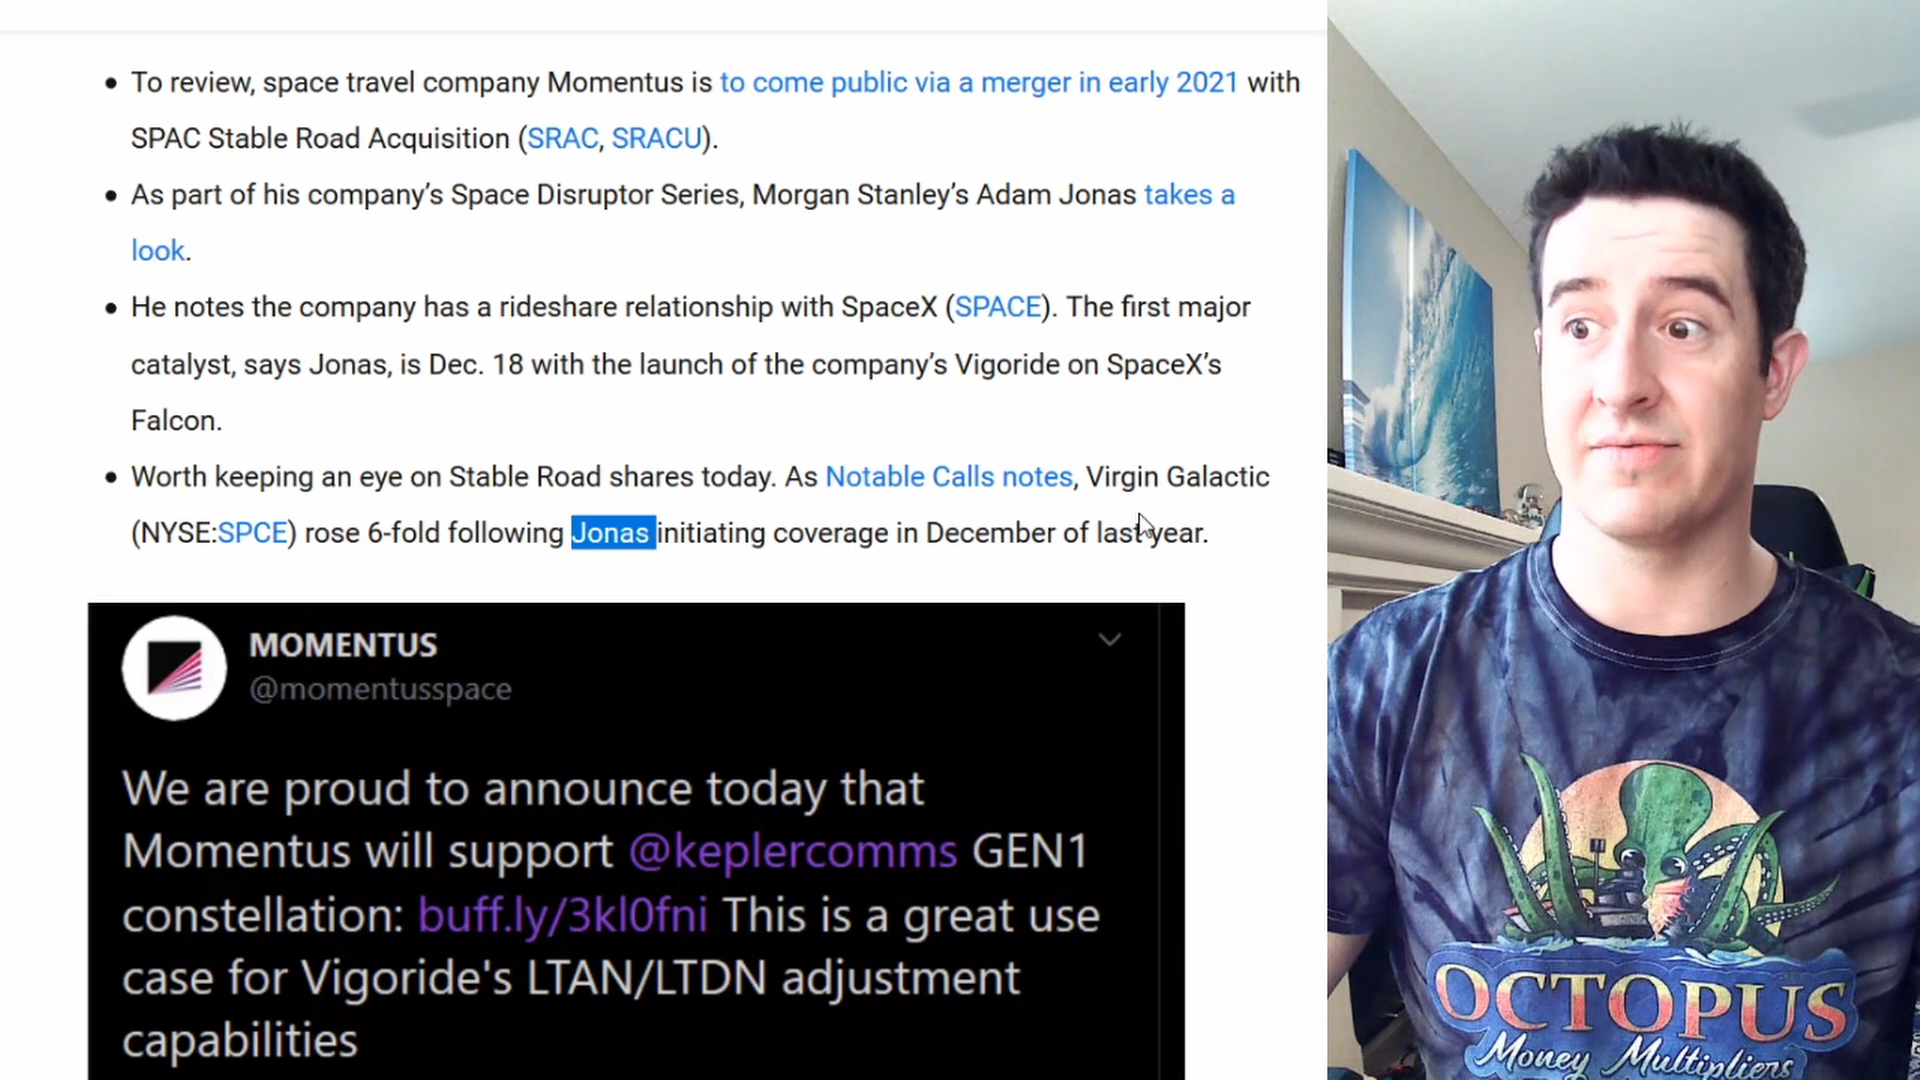 To review, space travel company Momentus is to come public via a merger in early 2021 with
SPAC Stable Road Acquisition (SRAC, SRACU).
As part of his company’s Space Disruptor Series, Morgan Stanley’s Adam Jonas takes a
look.
He notes the company has a rideshare relationship with SpaceX (SPACE). The first major
catalyst, says Jonas, is Dec. 18 with the launch of the company’s Vigoride on SpaceX’s
Falcon.
Worth keeping an eye on Stable Road shares today. As Notable Calls notes, Virgin Galactic
(NYSE:SPCE) rose 6-fold following Jonas initiating coverage in December of last year.
MOMENTUS
@momentusspace
We are proud to announce today that
Momentus will support @keplercomms GEN1
constellation: buff.ly/3kl0fni This is a great use
case for Vigoride's LTAN/LTDN adjustment
capabilities
OCTOPUS
Money Multipliers